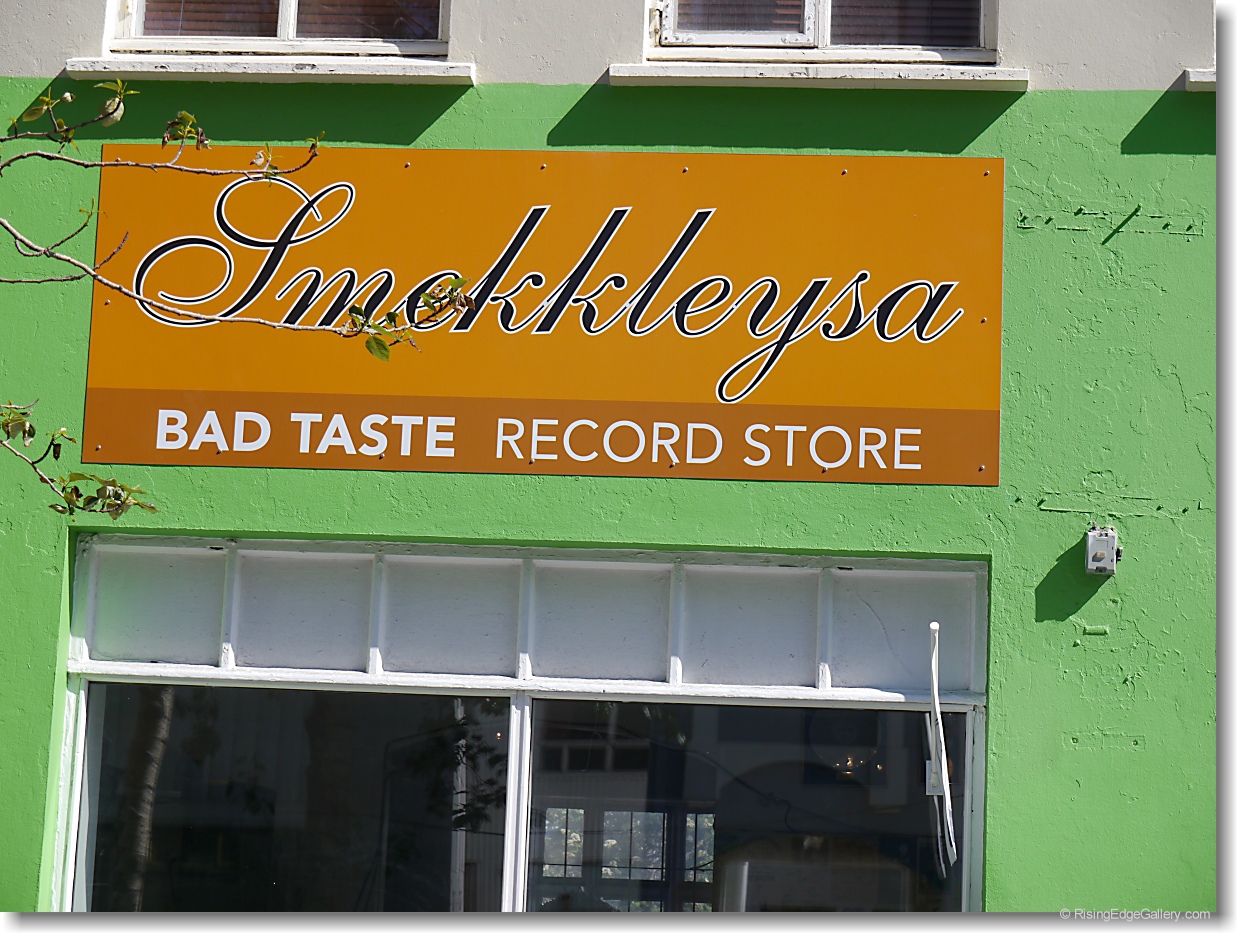 Smekkleysa
BAD TASTE RECORD STORE
© RisingEdgeGallery.com